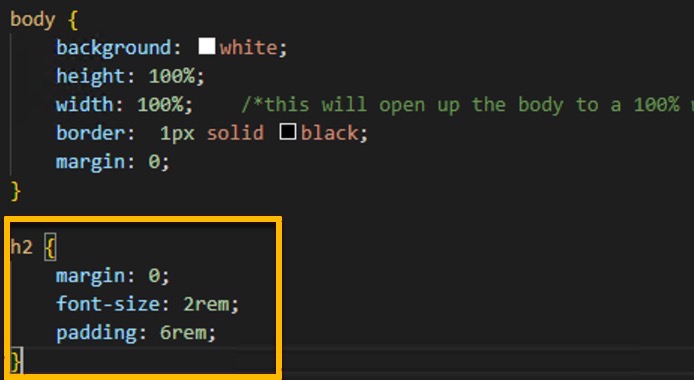 body {
background: white;
height: 100%;
width: 100%; /*this will open up the body to a 100%
border: 1px solid black;
margin: 0;
}
h2 {
margin: 0;
font-size: 2rem;
padding: 6rem;
}